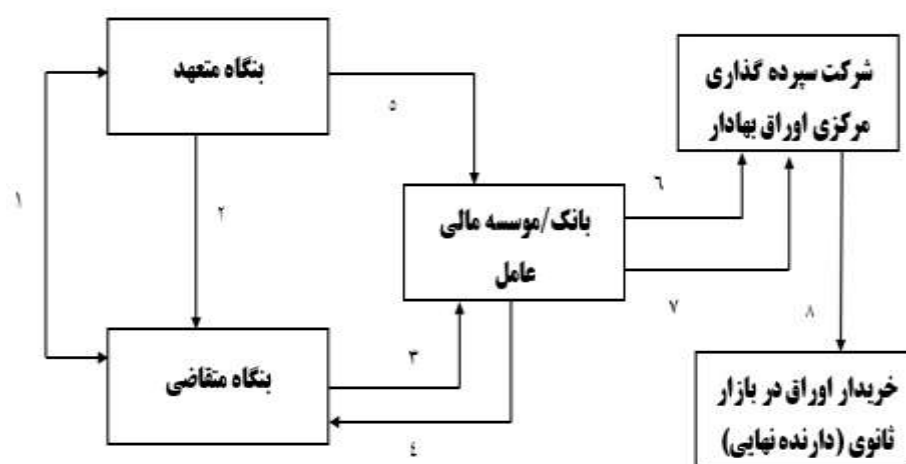 بنگاه متعهد
شرکت سپرده گذاری
مرکزی اوراق بهادار
۵
۱
۲
۶
بانک/موسسه مالی
عامل
۷
۸
۳
بنگاه متقاضی
٤
خریدار اوراق در بازار
ثانوی (دارنده نهایی)